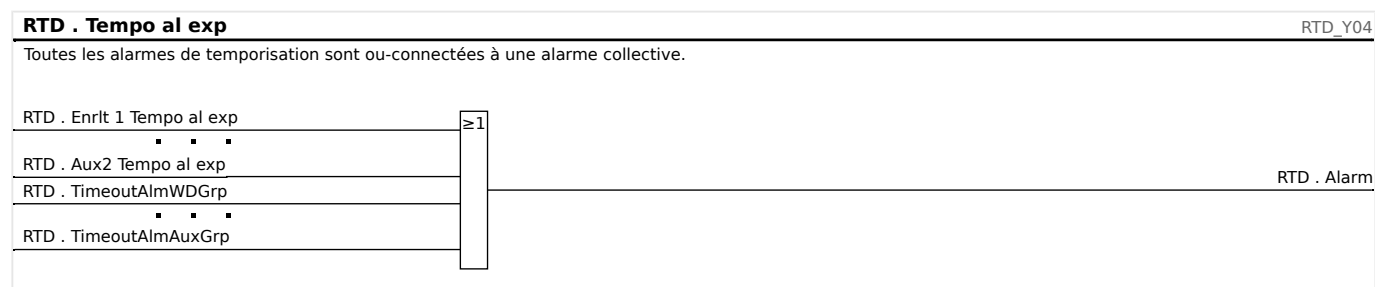 RTD . Tempo al exp
RTD_Y04
Toutes les alarmes de temporisation sont ou-connectées à une alarme collective.
RTD . Enrlt 1 Tempo al exp
≥1
RTD . Aux2 Tempo al exp
RTD . Alarm
RTD . TimeoutAlmWDGrp
RTD . TimeoutAlmAuxGrp